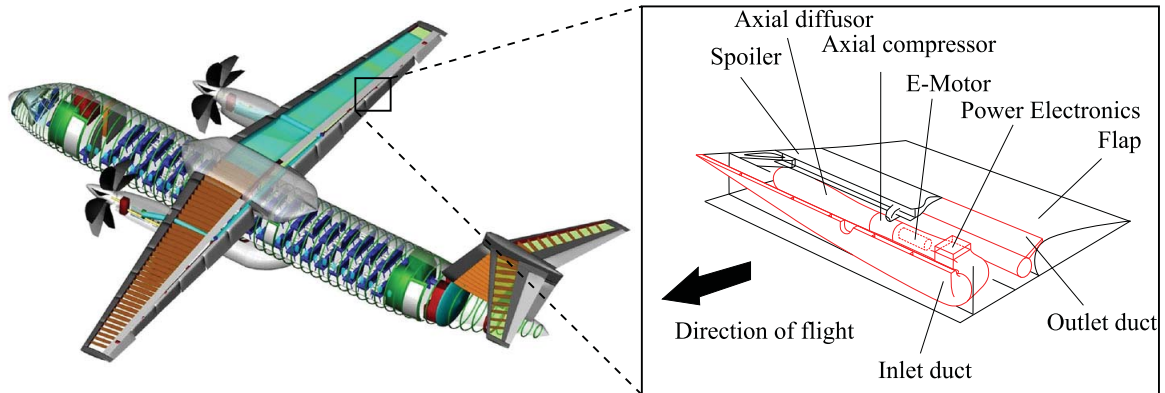 Axial diffusor
Axial compressor
Spoiler
E-Motor
Power Electronics
Flap
Direction of flight
Outlet duct
Inlet duct